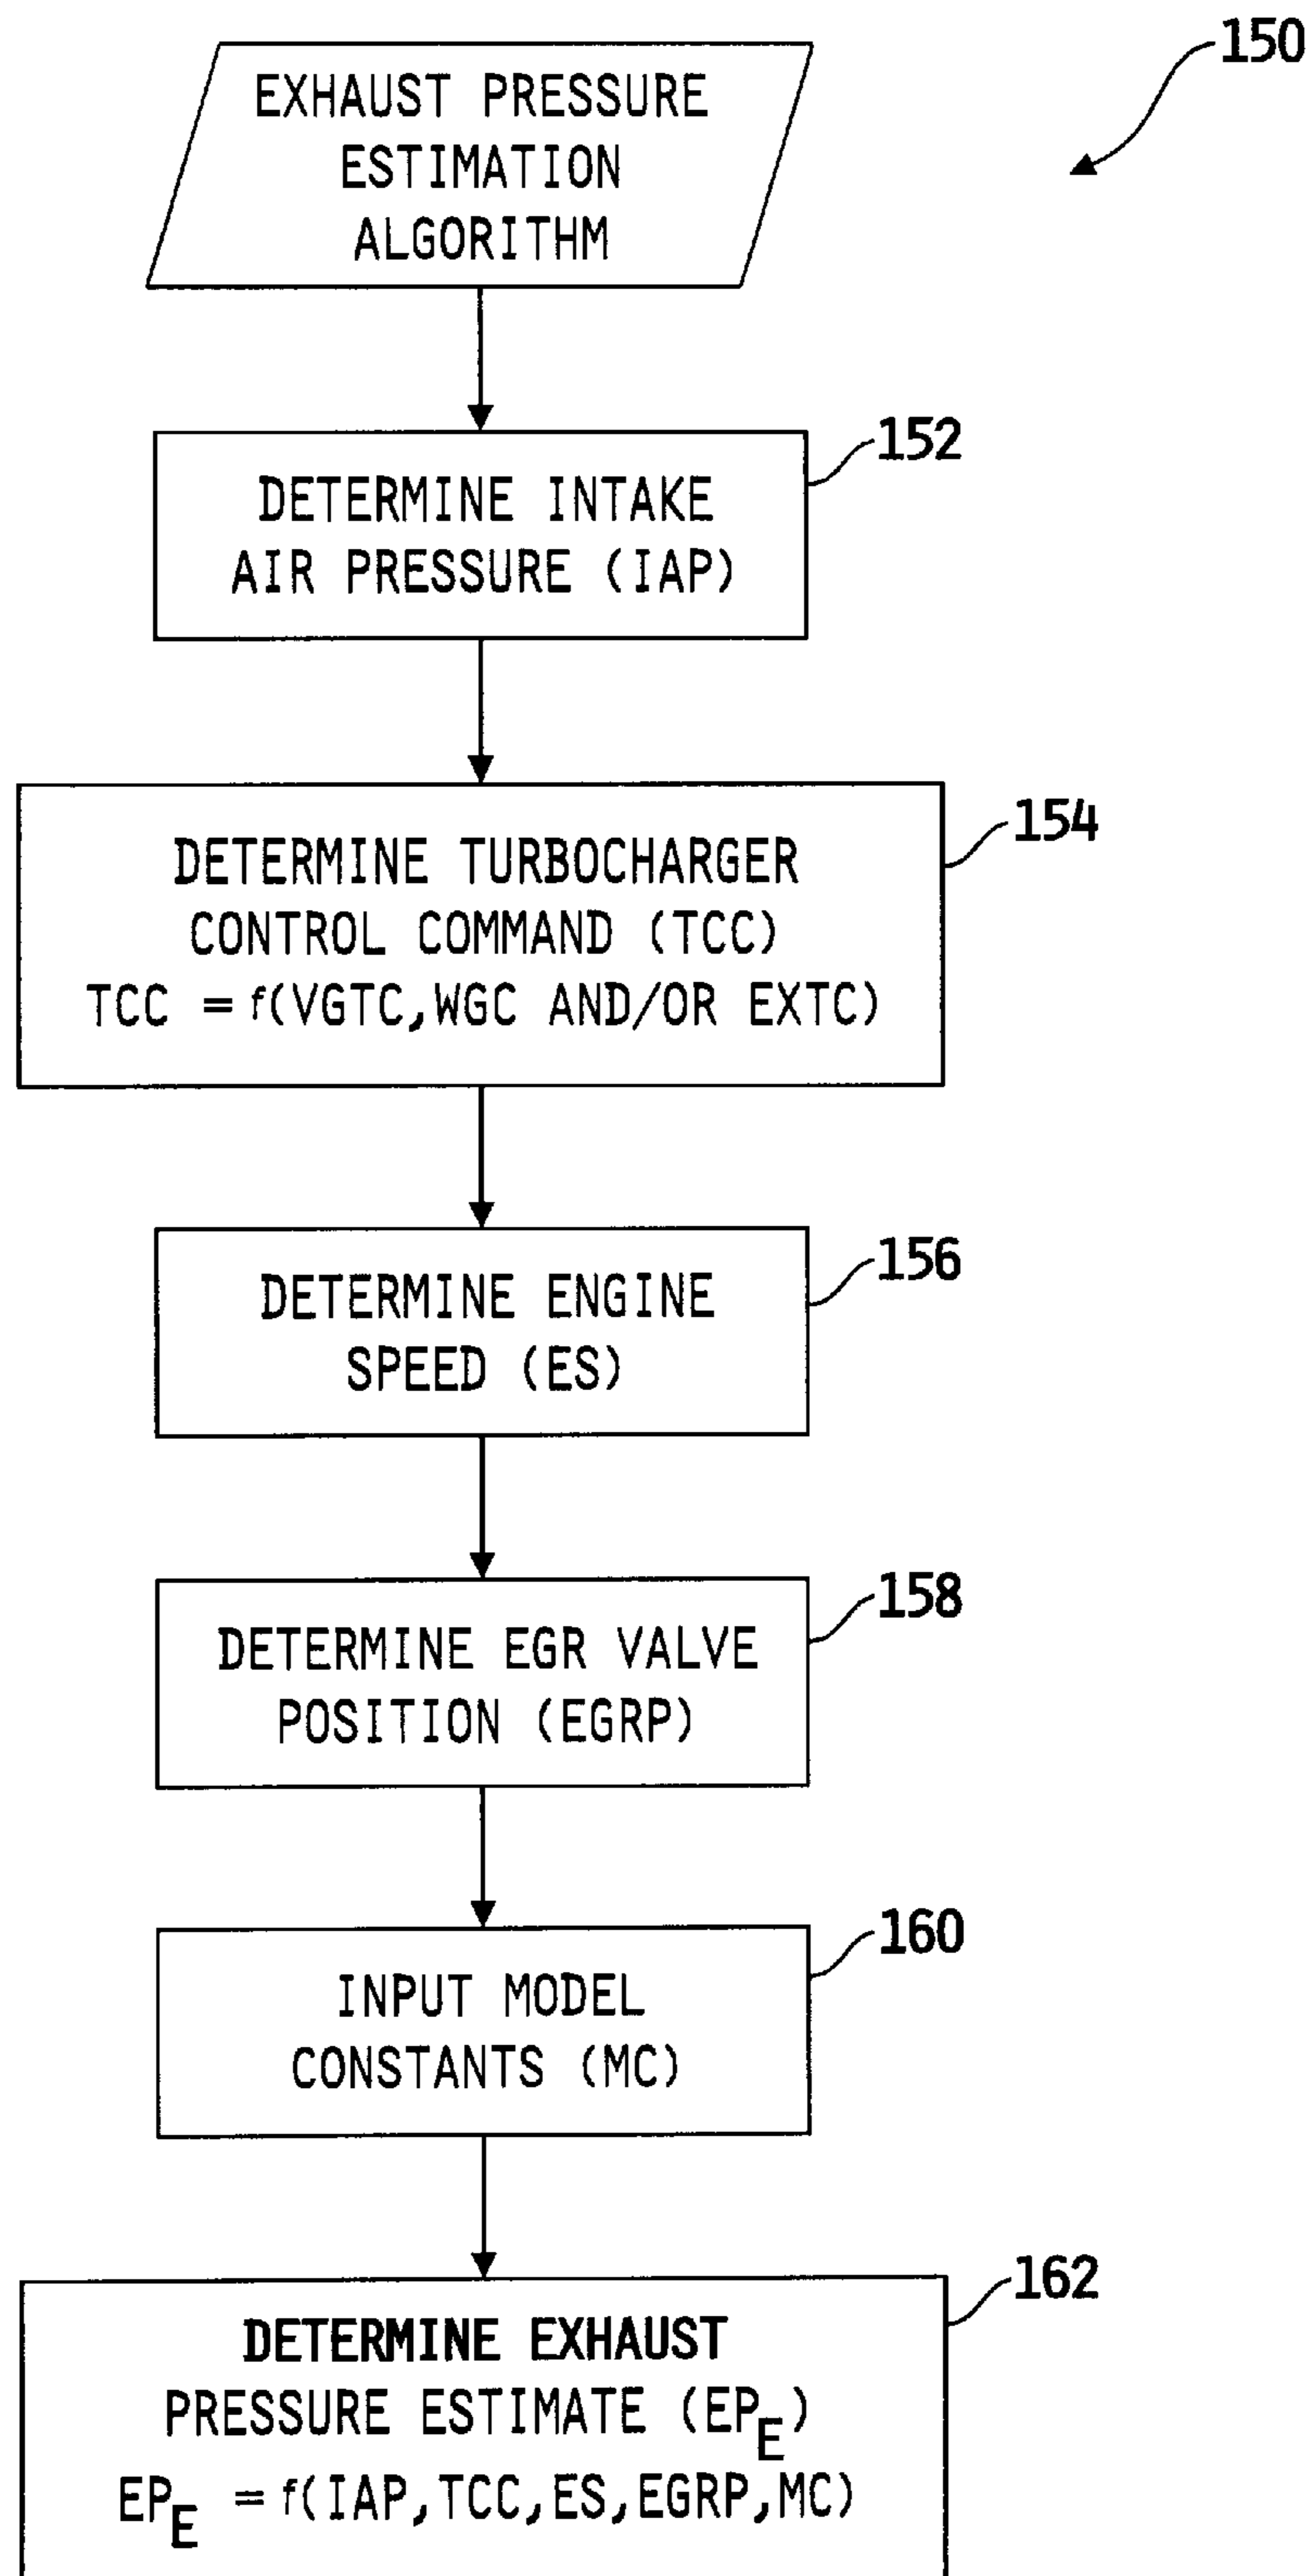 150
EXHAUST PRESSURE
ESTIMATION
ALGORITHM
152
DETERMINE INTAKE
AIR PRESSURE (IAP)
154
DETERMINE TURBOCHARGER
CONTROL COMMAND (TCC)
TCC = f(VGTC,WGC AND/OR EXTC)
156
DETERMINE ENGINE
SPEED (ES)
158
DETERMINE EGR VALVE
POSITION (EGRP)
160
INPUT MODEL
CONSTANTS (MC)
162
DETERMINE EXHAUST
PRESSURE ESTIMATE (EP_E)
EP_E = f(IAP,TCC,ES,EGRP,MC)